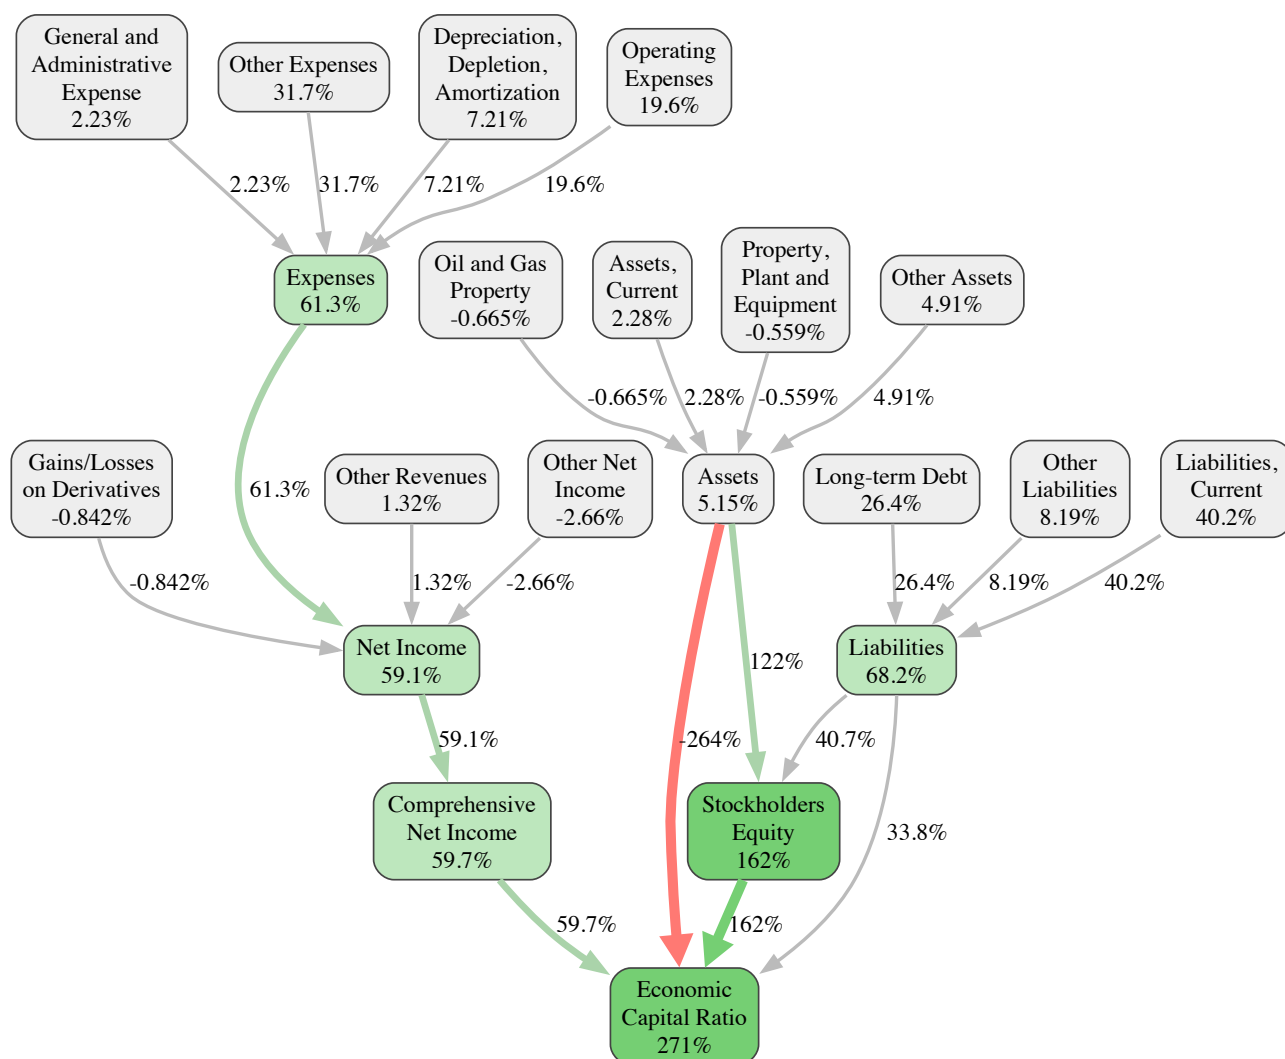 General and
Administrative
Expense
2.23%
Other Expenses
31.7%
Depreciation,
Depletion,
Amortization
7.21%
Operating
Expenses
19.6%
2.23%
31.7%
7.21%
19.6%
Expenses
61.3%
Oil and Gas
Property
-0.665%
Assets,
Current
2.28%
Property,
Plant and
Equipment
-0.559%
Other Assets
4.91%
-0.665%
2.28%
-0.559%
4.91%
Gains/Losses
on Derivatives
-0.842%
61.3%
Other Revenues
1.32%
Other Net
Income
-2.66%
Assets
5.15%
Long-term Debt
26.4%
Other
Liabilities
8.19%
Liabilities,
Current
40.2%
-0.842%
1.32%
-2.66%
26.4%
8.19%
40.2%
Net Income
59.1%
122%
Liabilities
68.2%
59.1%
-264%
40.7%
Comprehensive
Net Income
59.7%
Stockholders
Equity
162%
33.8%
59.7%
162%
Economic
Capital Ratio
271%